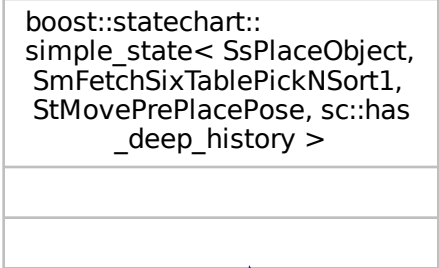 boost::statechart::
simple_state< SsPlaceObject,
SmFetchSixTablePickNSort1,
StMovePrePlacePose, sc::has
_deep_history >